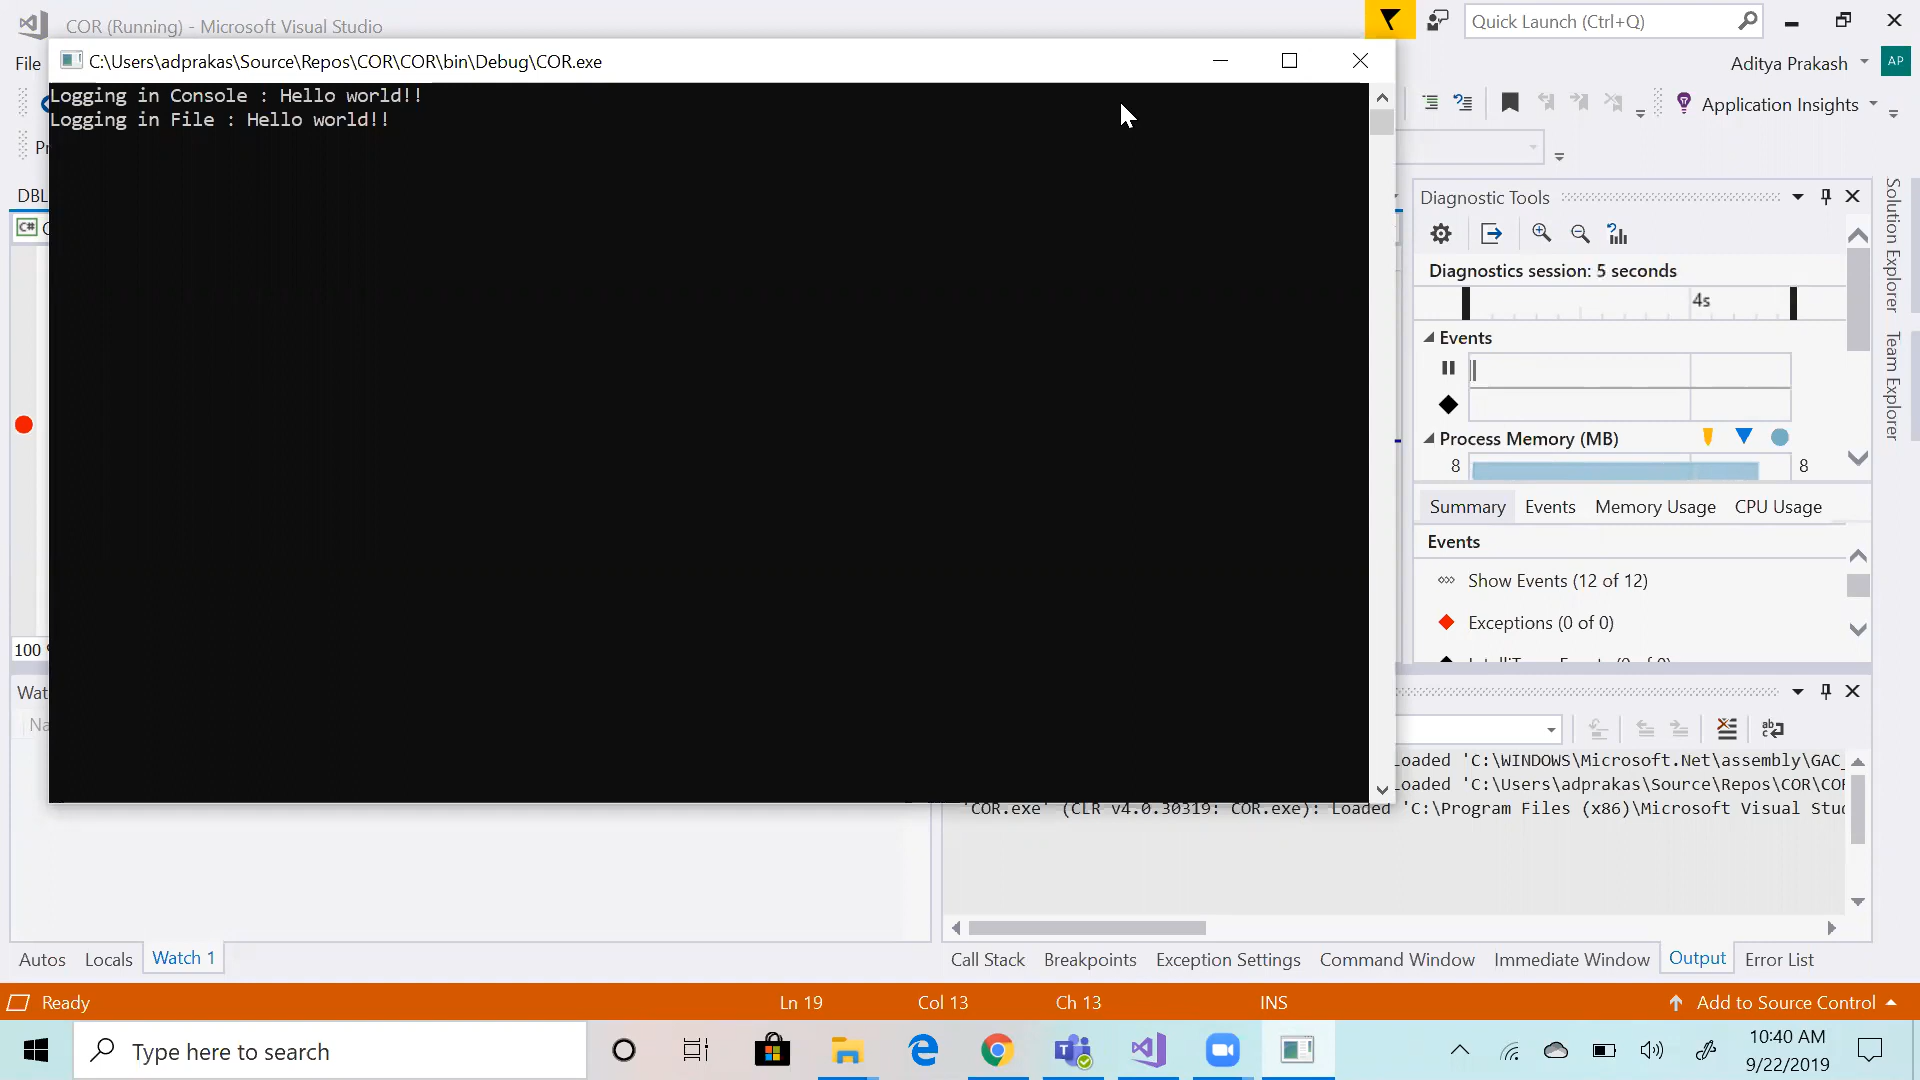 COR (Running) - Microsoft Visual Studio
Quick Launch (Ctrl+Q)
C:\Users\adprakas\Source\Repos\COR\COR\bin\Debug\COR.exe
File
Aditya Prakash
AP
Logging in Console : Hello world!!
Logging in File : Hello world!!
Application Insights
Pr
DBL
C#
Diagnostic Tools
Diagnostics session: 5 seconds
4s
Events
Process Memory (MB)
8
8
Summary
Events
Memory Usage
CPU Usage
Events
Show Events (12 of 12)
Exceptions (0 of 0)
Solution Explorer
Team Explorer
100
Wat
Na
Loaded 'C:\WINDOWS\Microsoft.Net\assembly\GAC_
Loaded 'C:\Users\adprakas\Source\Repos\COR\COR
'COR.exe' (CLR v4.0.30319: COR.exe): Loaded 'C:\Program Files (x86)\Microsoft Visual Stu
Autos
Locals
Watch 1
Call Stack
Breakpoints
Exception Settings
Command Window
Immediate Window
Output
Error List
Ready
Ln 19
Col 13
Ch 13
INS
Add to Source Control
Type here to search
10:40 AM
9/22/2019